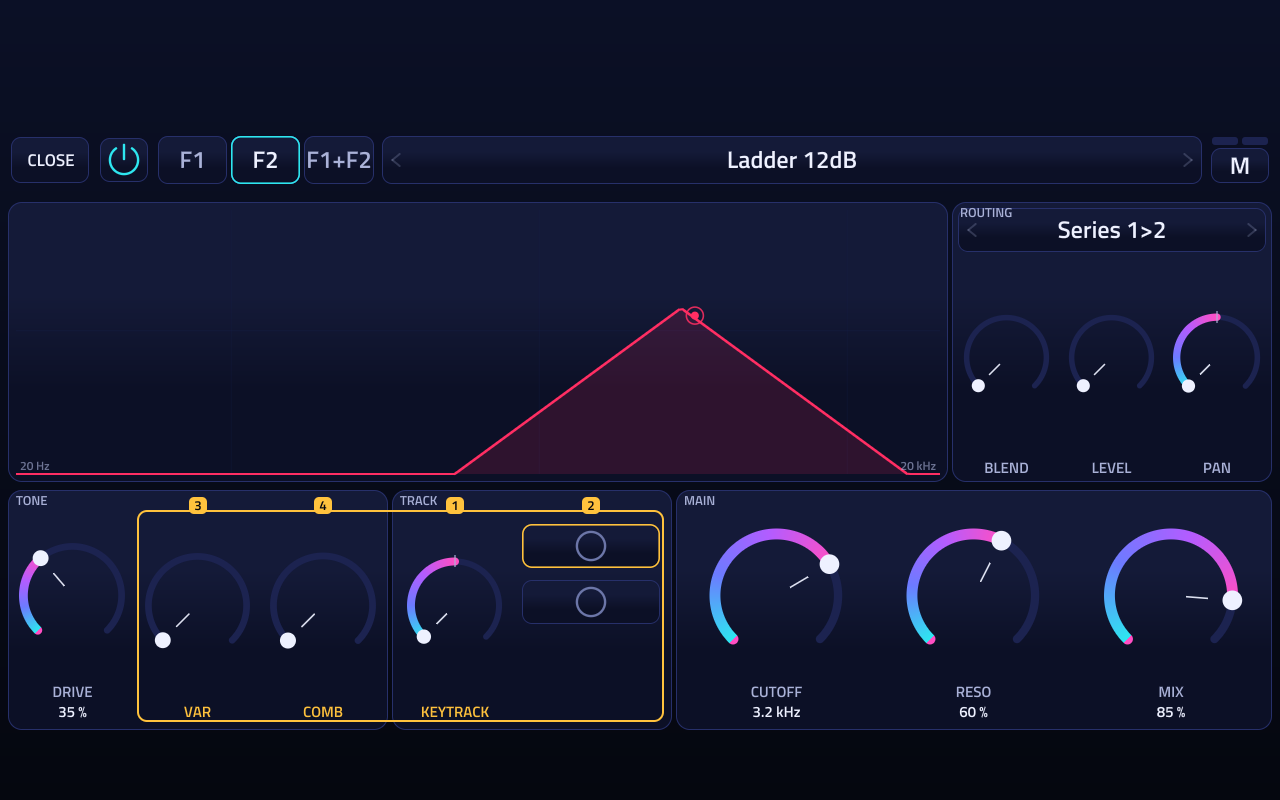 CLOSE
F1
F2
F1+F2
Ladder 12dB
M
20 Hz
20 kHz
ROUTING
Series 1>2
BLEND
LEVEL
PAN
TONE
3
4
TRACK
1
2
MAIN
DRIVE
35 %
VAR
COMB
KEYTRACK
CUTOFF
3.2 kHz
RESO
60 %
MIX
85 %